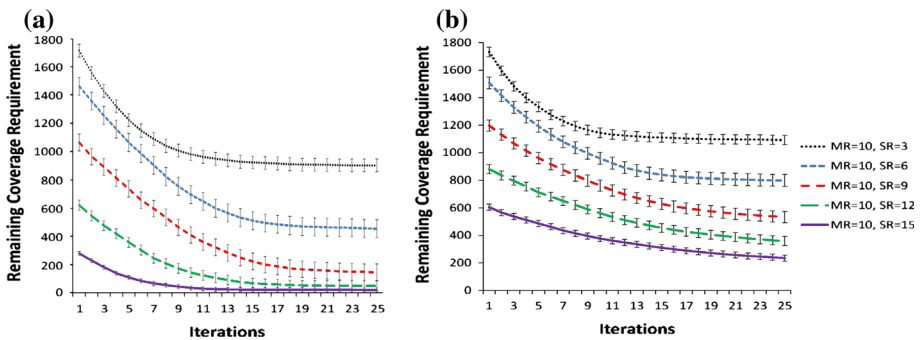 (a)
Remaining Coverage Requirement
1800
1600
1400
1200
1000
800
600
400
200
0
1 3 5 7 9 11 13 15 17 19 21 23 25
Iterations
(b)
Remaining Coverage Requirement
1800
1600
1400
1200
1000
800
600
400
200
0
1 3 5 7 9 11 13 15 17 19 21 23 25
Iterations
MR=10, SR=3
MR=10, SR=6
MR=10, SR=9
MR=10, SR=12
MR=10, SR=15